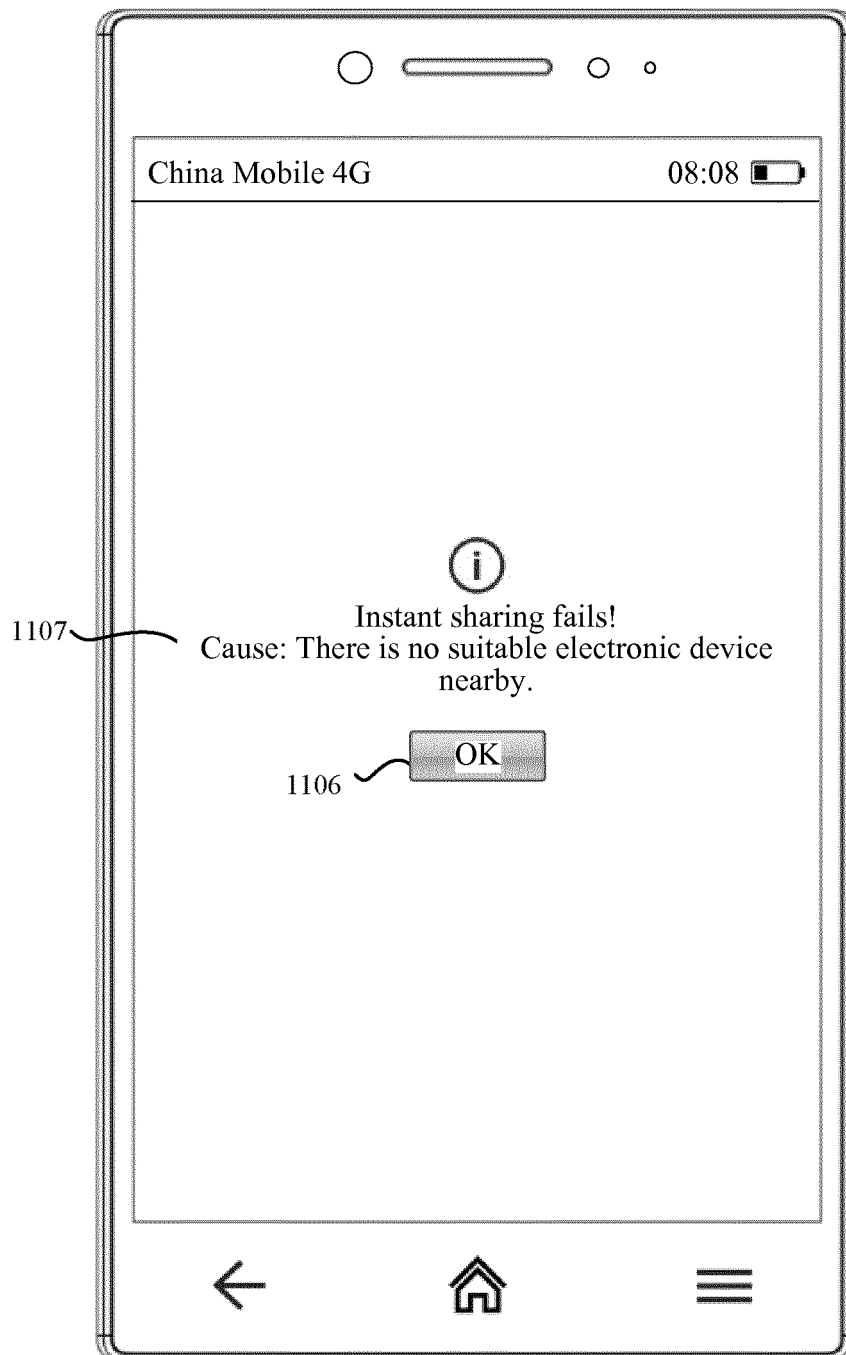 China Mobile 4G 08:08
Instant sharing fails!
1107 Cause: There is no suitable electronic device
nearby.
OK
1106